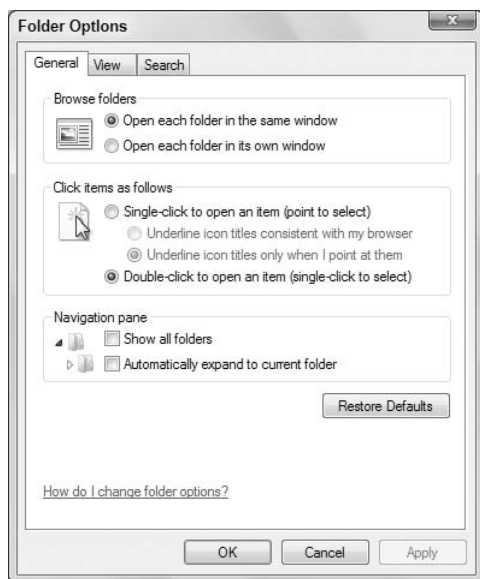 Folder Options
General View Search
Browse folders
Open each folder in the same window
Open each folder in its own window
Click items as follows
Single-click to open an item (point to select)
Underline icon titles consistent with my browser
Underline icon titles only when I point at them
Double-click to open an item (single-click to select)
Navigation pane
Show all folders
Automatically expand to current folder
Restore Defaults
How do I change folder options?
OK Cancel Apply